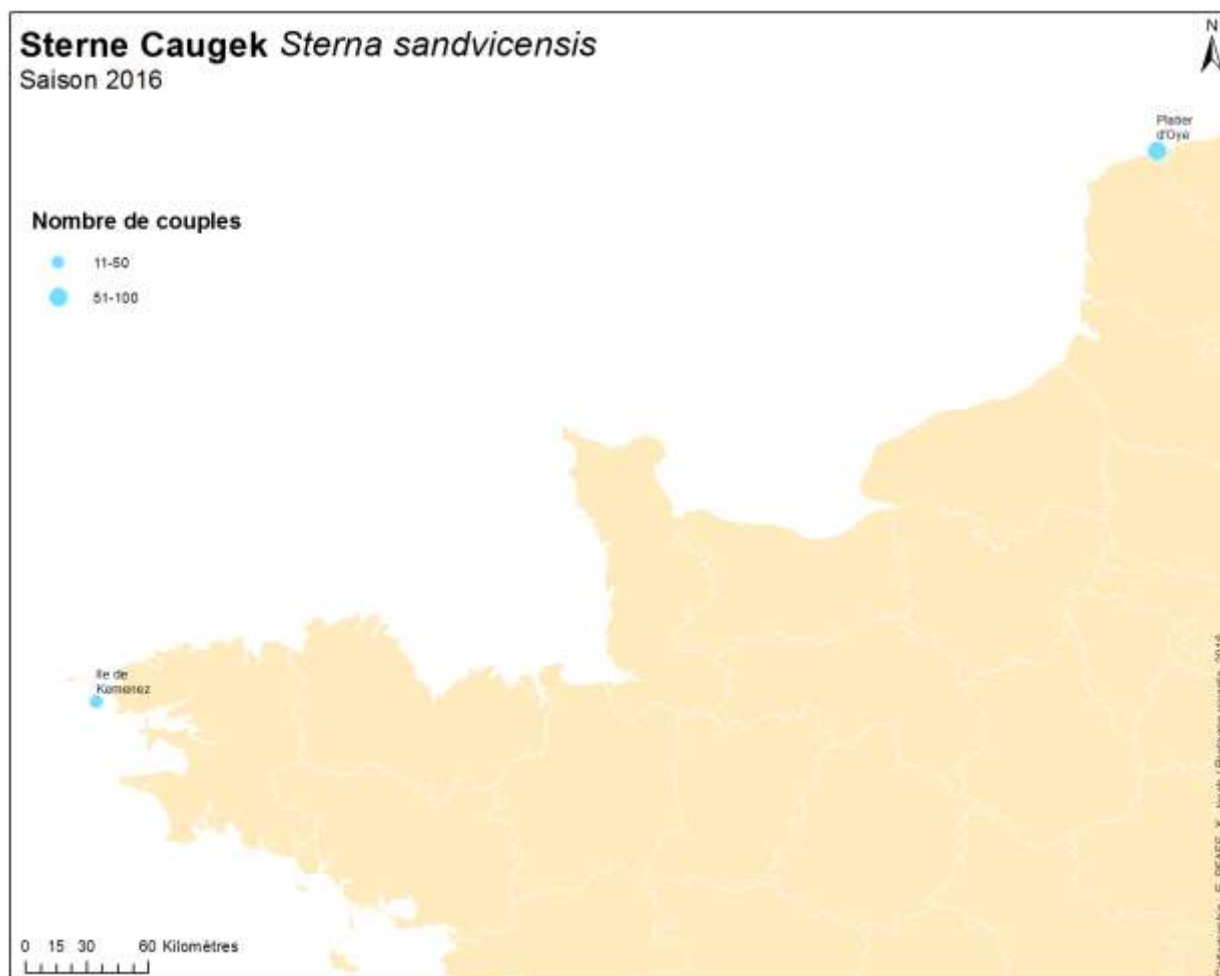 Sterne Caugek Sterna sandvicensis
Saison 2016
N
Platier
d'Oye
Nombre de couples
11-50
51-100
Ile de
Kemenez
0 15 30 60 Kilomètres